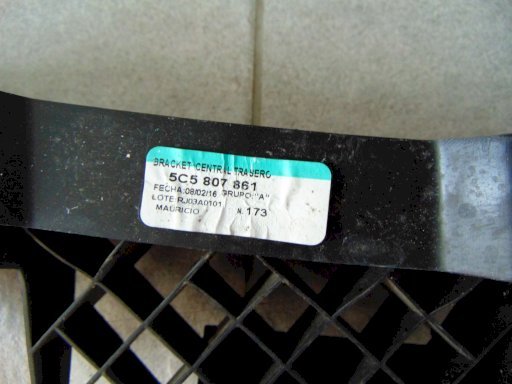 BRACKET CENTRAL TRASERO
5C5 807 861
FECHA:08/02/16 GRUPO:"A"
LOTE RJ03A0101
MAURICIO N. 173